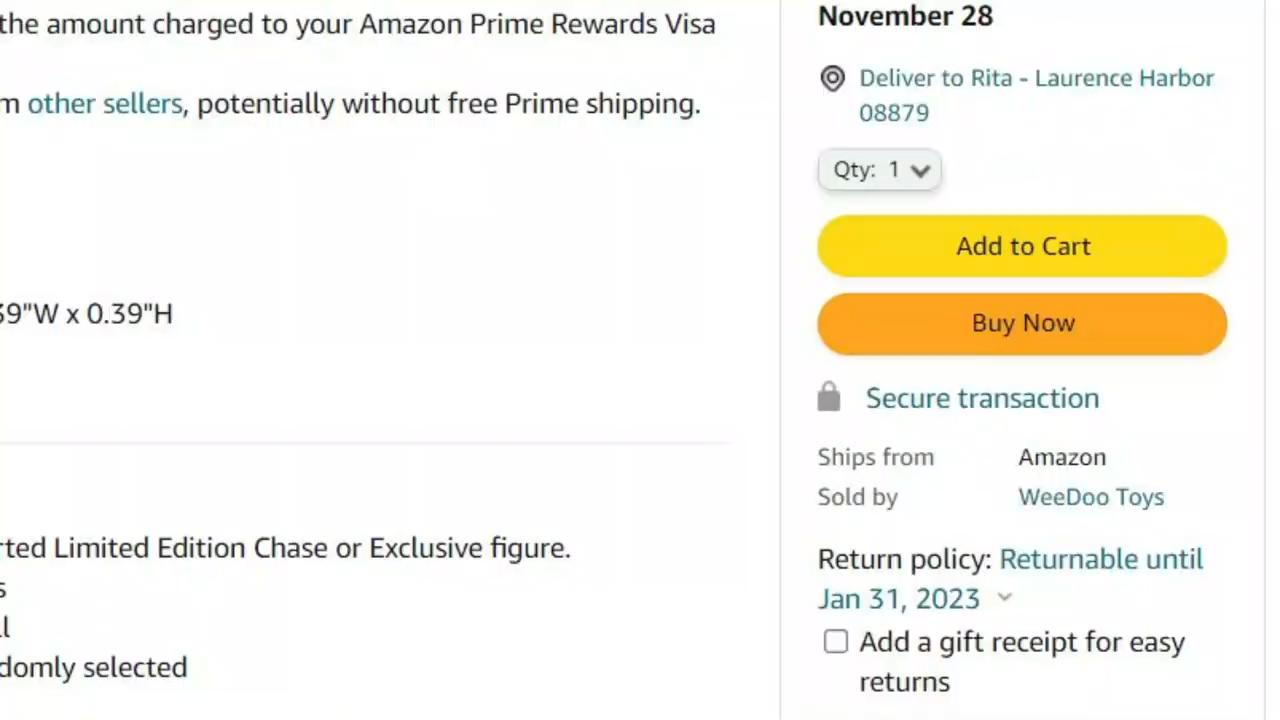 the amount charged to your Amazon Prime Rewards Visa
m other sellers, potentially without free Prime shipping.
39"W x 0.39"H
rted Limited Edition Chase or Exclusive figure.
s
ll
domly selected
November 28
Deliver to Rita - Laurence Harbor
08879
Qty: 1
Add to Cart
Buy Now
Secure transaction
Ships from Amazon
Sold by WeeDoo Toys
Return policy: Returnable until
Jan 31, 2023
Add a gift receipt for easy
returns